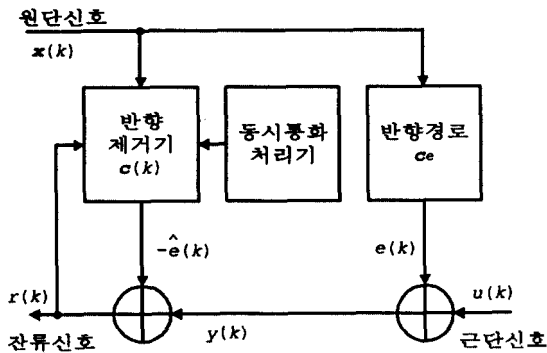 원단신호
x(k)
반향
제거기
c(k)
동시통화
처리기
반향경로
ce
-ê(k)
e(k)
r(k)
u(k)
잔류신호
y(k)
근단신호